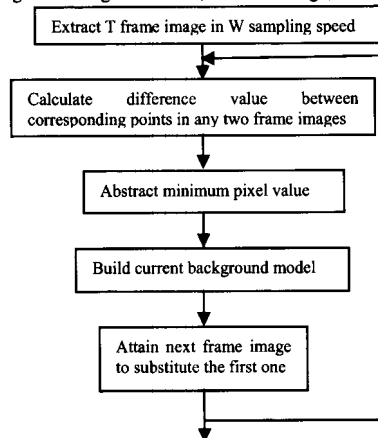 Extract T frame image in W sampling speed
Calculate difference value between
corresponding points in any two frame images
Abstract minimum pixel value
Build current background model
Attain next frame image
to substitute the first one